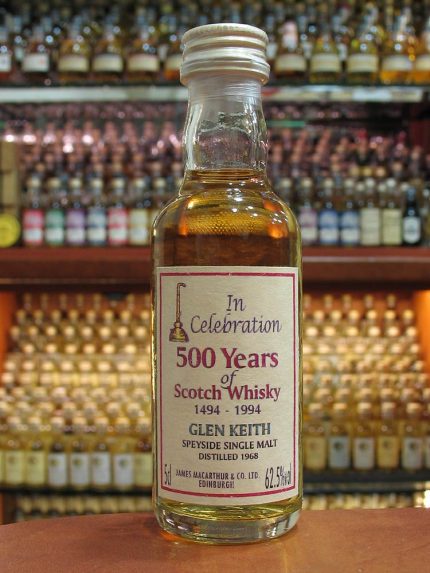 In
Celebration
500 Years
of
Scotch Whisky
1494 - 1994
GLEN KEITH
SPEYSIDE SINGLE MALT
DISTILLED 1968
5cl JAMES MACARTHUR & CO. LTD. 62.5%vol
EDINBURGH